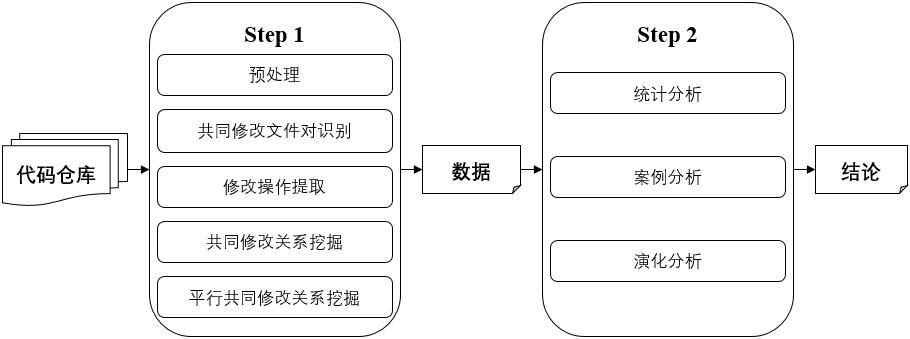 代码仓库
Step 1
预处理
共同修改文件对识别
修改操作提取
共同修改关系挖掘
平行共同修改关系挖掘
数据
Step 2
统计分析
案例分析
演化分析
结论